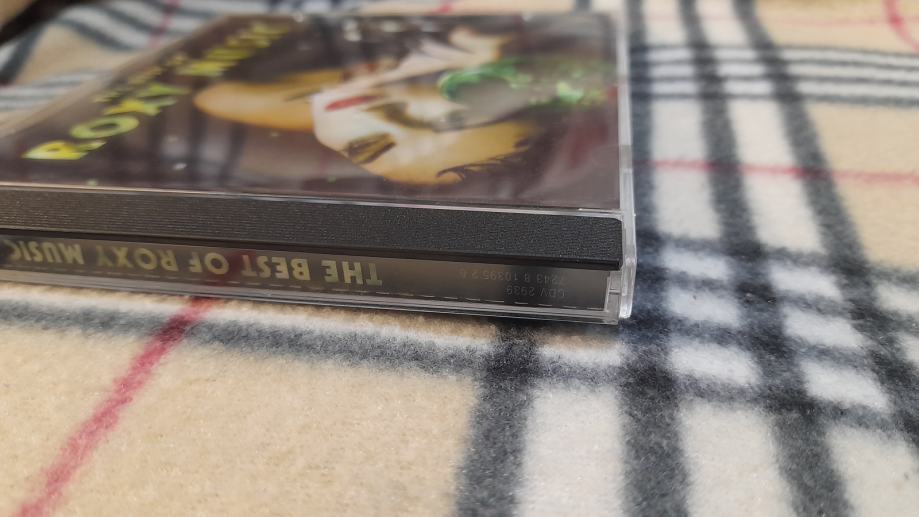 ROXY MUSIC
THE BEST OF ROXY MUSIC
CDV 2939
7243 8 10395 2 6